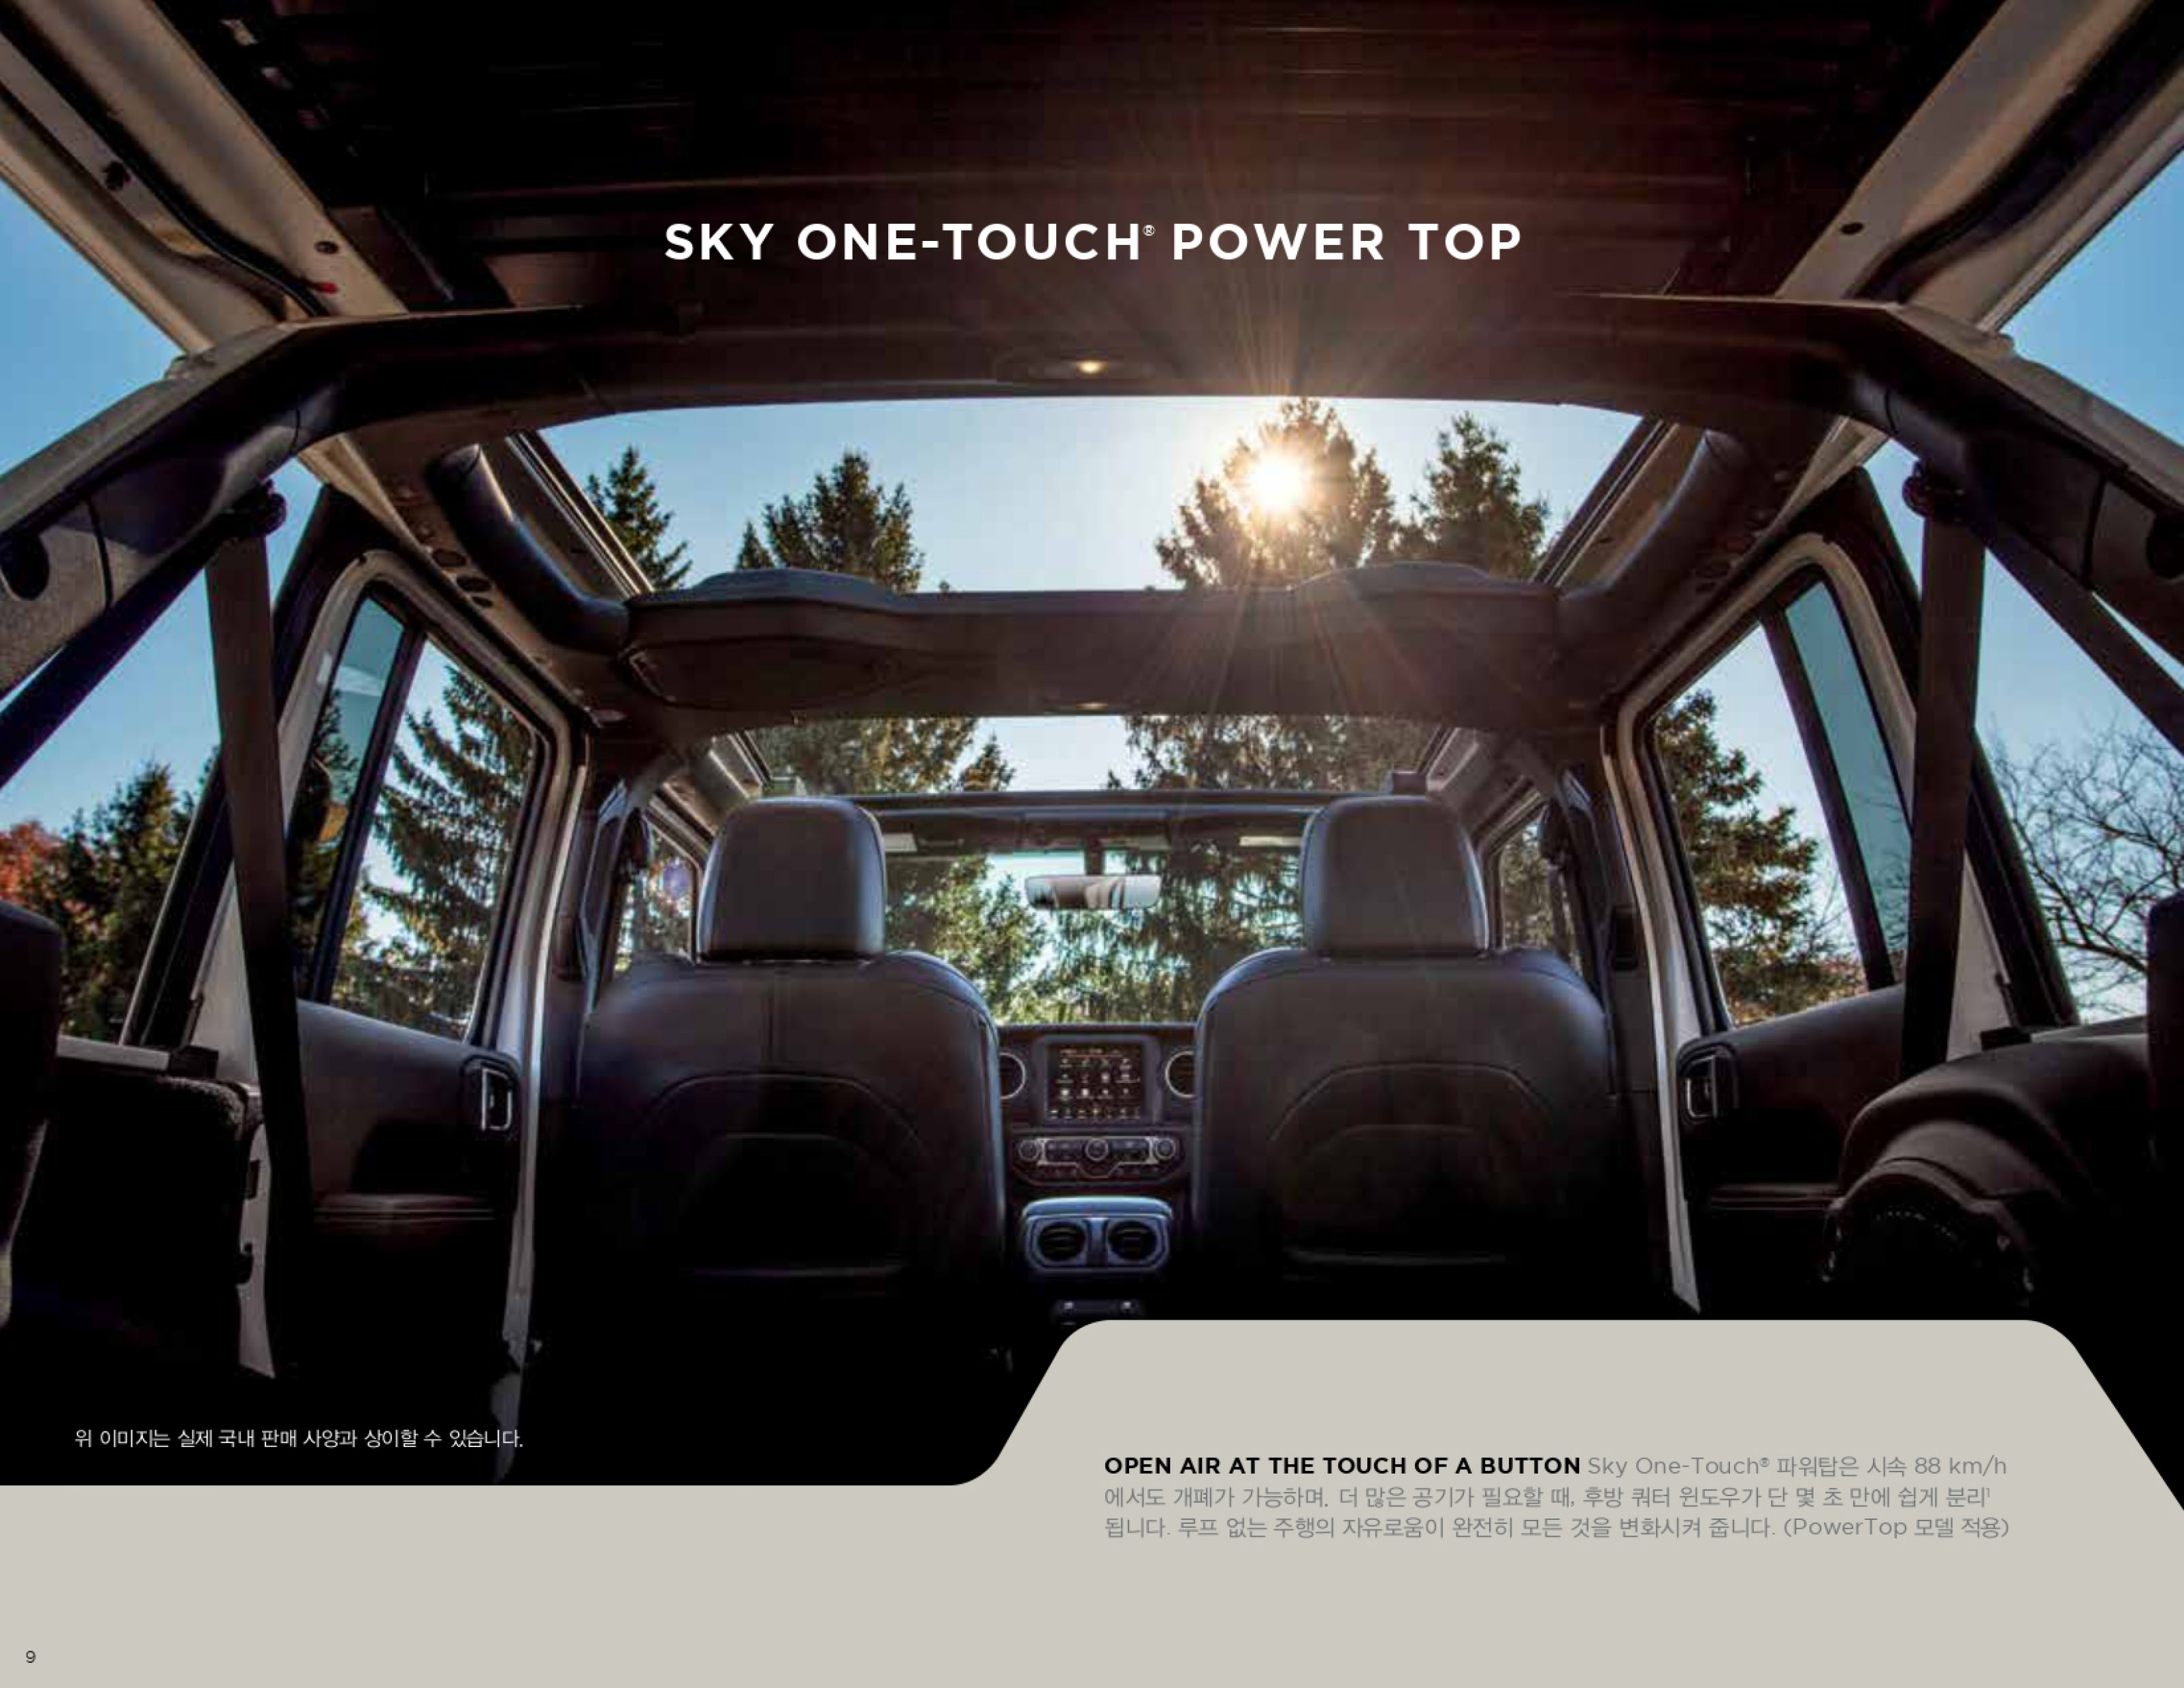 SKY ONE-TOUCH® POWER TOP
위 이미지는 실제 국내 판매 사양과 상이할 수 있습니다.
OPEN AIR AT THE TOUCH OF A BUTTON Sky One-Touch® 파워탑은 시속 88 km/h
에서도 개폐가 가능하며, 더 많은 공기가 필요할 때, 후방 쿼터 윈도우가 단 몇 초 만에 쉽게 분리¹
됩니다. 루프 없는 주행의 자유로움이 완전히 모든 것을 변화시켜 줍니다. (PowerTop 모델 적용)
9